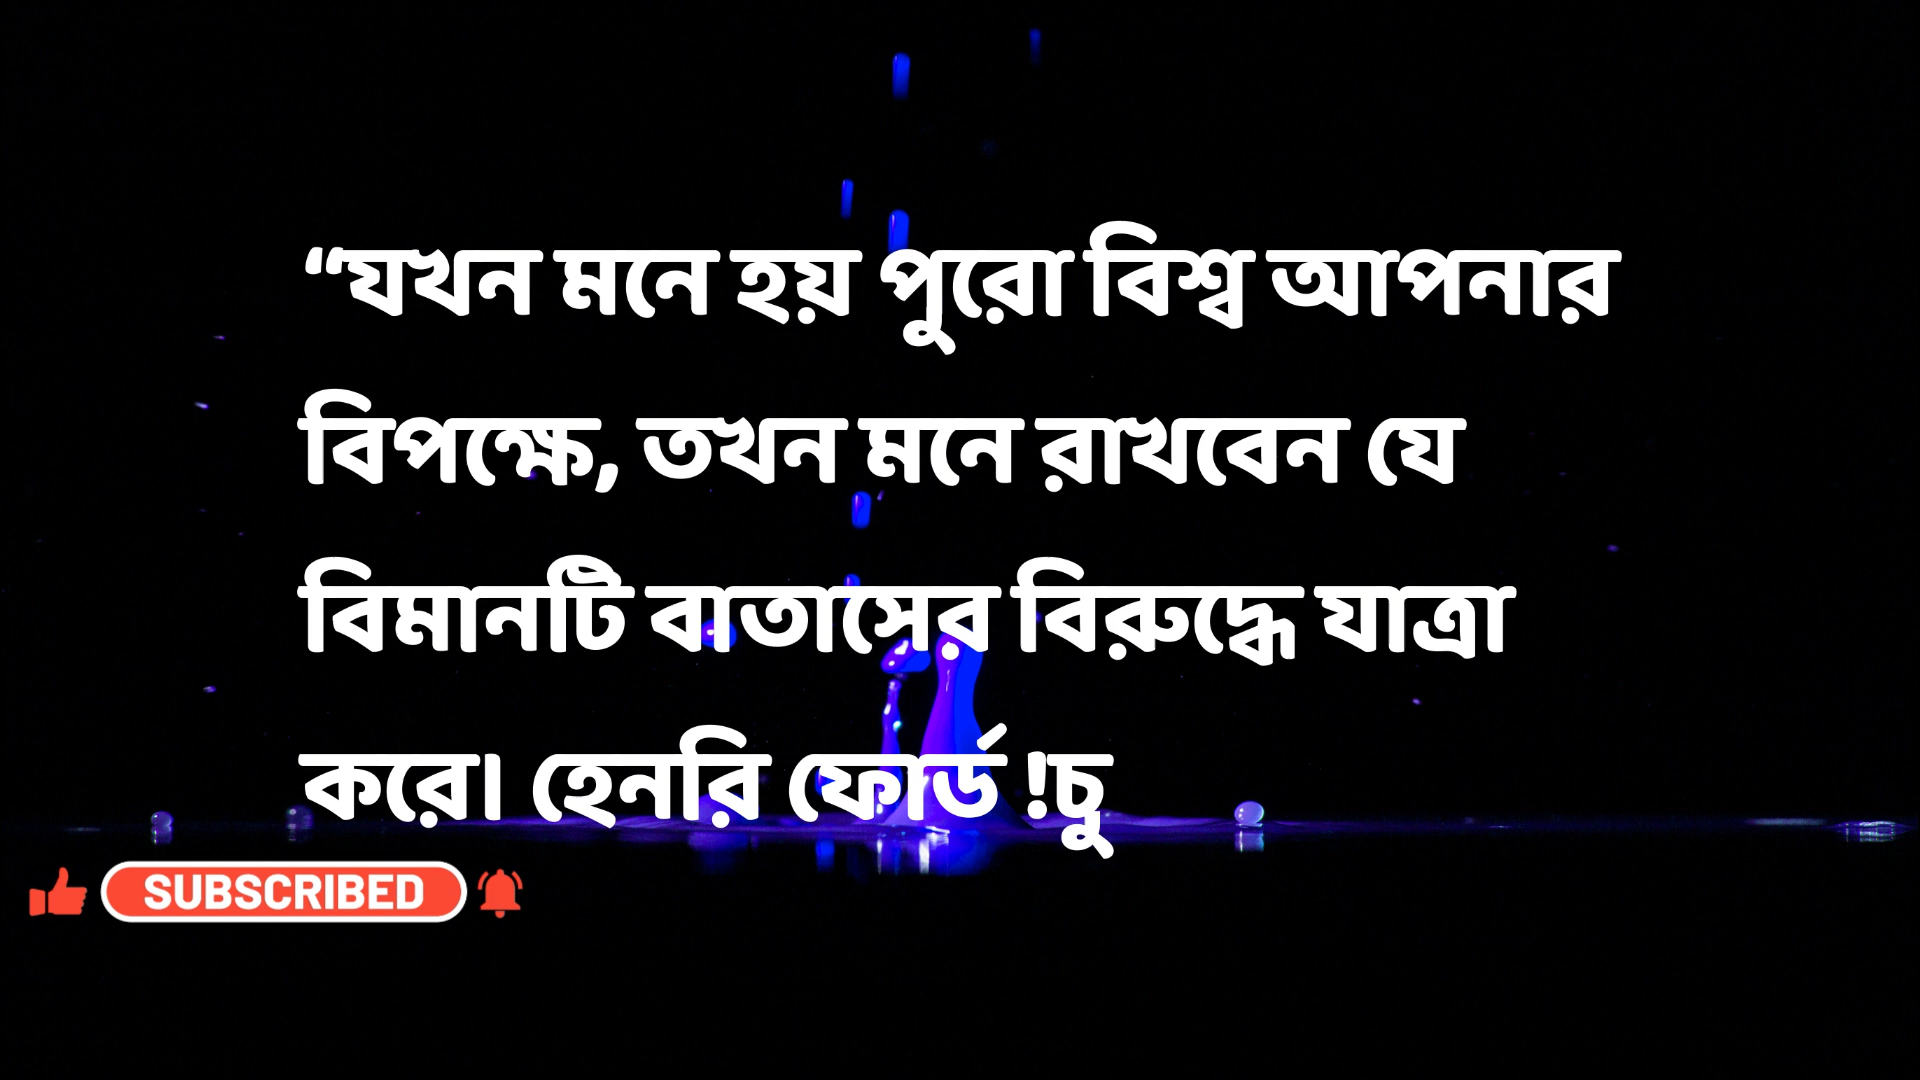 “যখন মনে হয় পুরো বিশ্ব আপনার
বিপক্ষে, তখন মনে রাখবেন যে
বিমানটি বাতাসের বিরুদ্ধে যাত্রা
করে। হেনরি ফোর্ড !চু
SUBSCRIBED